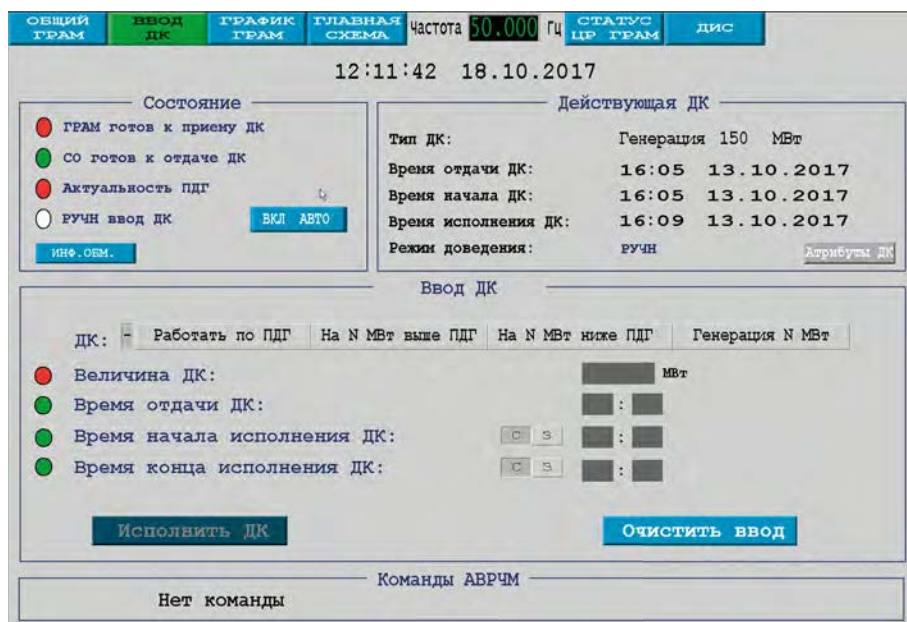 ОБЩИЙ ГРАМ
ВВОД ДК
ГРАФИК ГРАМ
ГЛАВНАЯ СХЕМА
Частота 50.000 Гц
СТАТУС ЦР ГРАМ
ДИС
12:11:42 18.10.2017
Состояние
ГРАМ готов к приему ДК
СО готов к отдаче ДК
Актуальность ПДГ
РУЧН ввод ДК
ВКЛ АВТО
ИНФ.ОБМ.
Действующая ДК
Тип ДК: Генерация 150 МВт
Время отдачи ДК: 16:05 13.10.2017
Время начала ДК: 16:05 13.10.2017
Время исполнения ДК: 16:09 13.10.2017
Режим доведения: РУЧН
Атрибуты ДК
Ввод ДК
ДК: - Работать по ПДГ На N МВт выше ПДГ На N МВт ниже ПДГ Генерация N МВт
Величина ДК: МВт
Время отдачи ДК: :
Время начала исполнения ДК: С З :
Время конца исполнения ДК: С З :
Исполнить ДК
Очистить ввод
Команды АВРЧМ
Нет команды